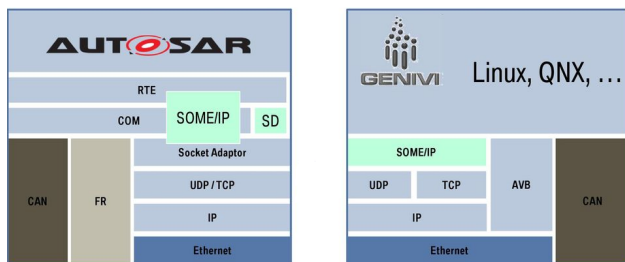 AUTOSAR
RTE
COM
SOME/IP
SD
Socket Adaptor
CAN
FR
UDP / TCP
IP
Ethernet
GENIVI
Linux, QNX, ...
SOME/IP
UDP
TCP
AVB
CAN
IP
Ethernet